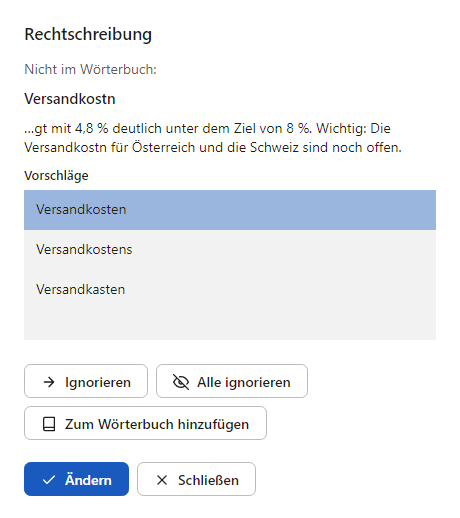 Rechtschreibung
Nicht im Wörterbuch:
Versandkostn
...gt mit 4,8 % deutlich unter dem Ziel von 8 %. Wichtig: Die
Versandkostn für Österreich und die Schweiz sind noch offen.
Vorschläge
Versandkosten
Versandkostens
Versandkasten
Ignorieren
Alle ignorieren
Zum Wörterbuch hinzufügen
Ändern
Schließen